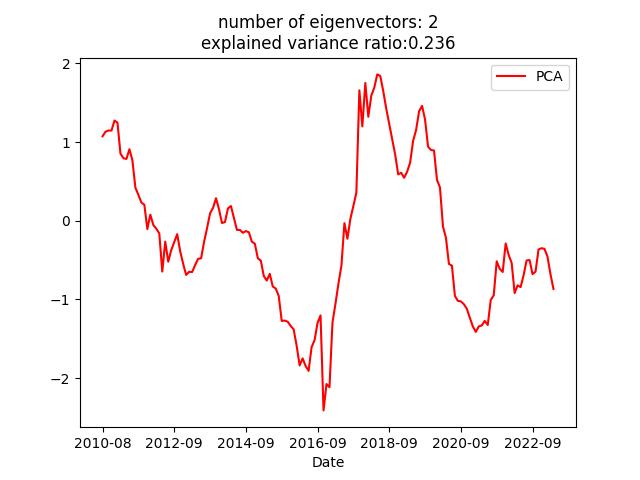 number of eigenvectors: 2
explained variance ratio:0.236
PCA
2
1
0
−1
−2
2010-08 2012-09 2014-09 2016-09 2018-09 2020-09 2022-09
Date